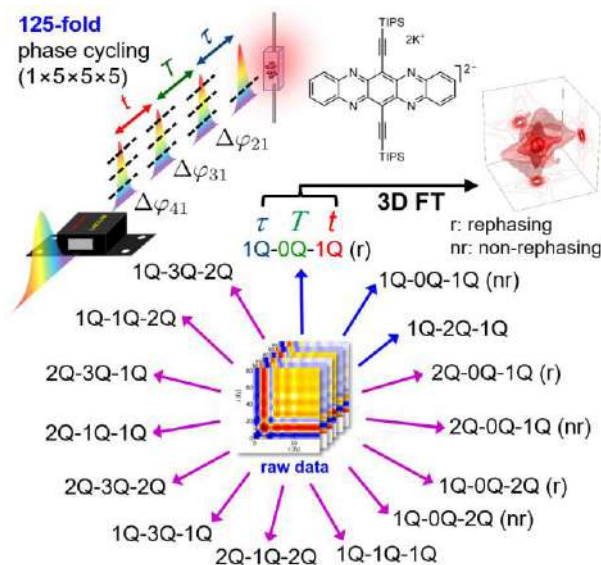 125-fold
phase cycling
(1×5×5×5)
τ
T
t
Δφ21
Δφ31
Δφ41
TIPS
2K+
2−
N
N
N
N
TIPS
3D FT
r: rephasing
nr: non-rephasing
τ T t
1Q-0Q-1Q (r)
1Q-3Q-2Q
1Q-0Q-1Q (nr)
1Q-1Q-2Q
1Q-2Q-1Q
2Q-3Q-1Q
2Q-0Q-1Q (r)
2Q-1Q-1Q
2Q-0Q-1Q (nr)
raw data
2Q-3Q-2Q
1Q-0Q-2Q (r)
1Q-3Q-1Q
1Q-0Q-2Q (nr)
2Q-1Q-2Q
1Q-1Q-1Q